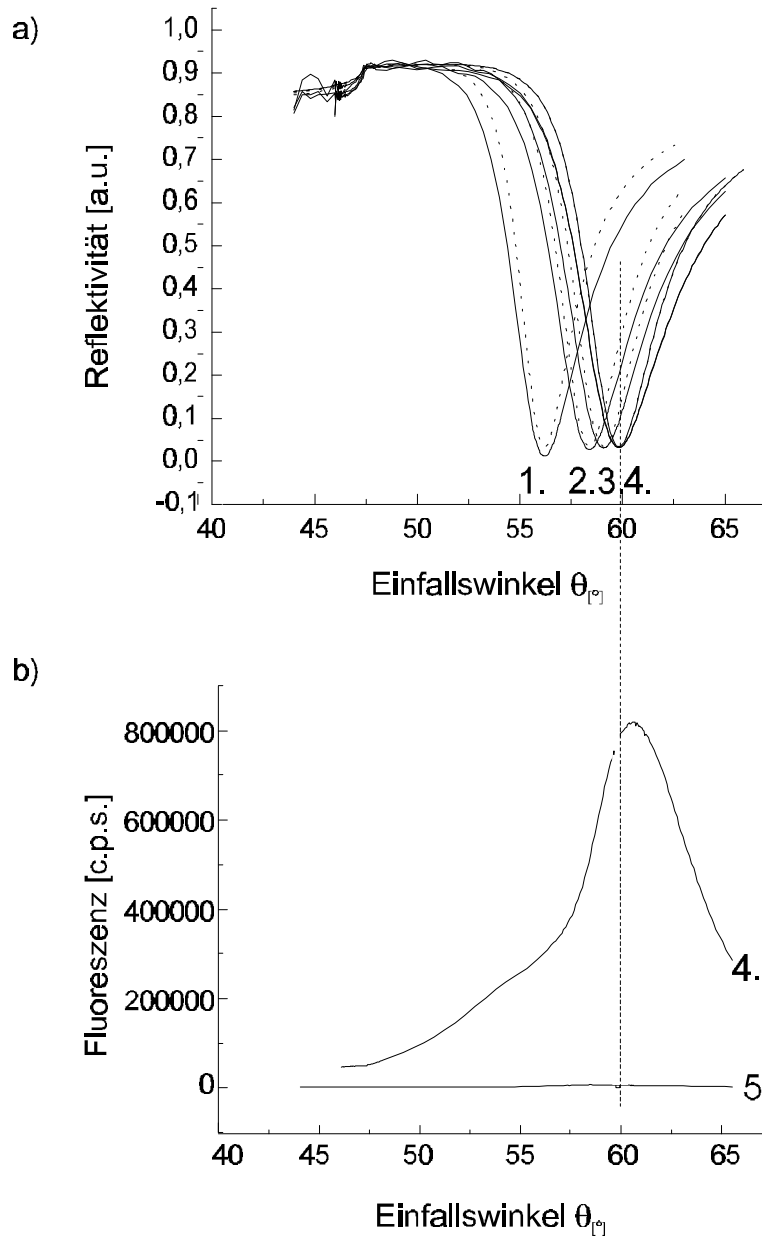 a)
1,0
0,9
0,8
0,7
0,6
0,5
0,4
0,3
0,2
0,1
0,0
-0,1
Reflektivität [a.u.]
1. 2. 3 4.
40 45 50 55 60 65
Einfallswinkel θ[°]
b)
800000
600000
400000
200000
0
Fluoreszenz [c.p.s.]
4.
5
40 45 50 55 60 65
Einfallswinkel θ[°]